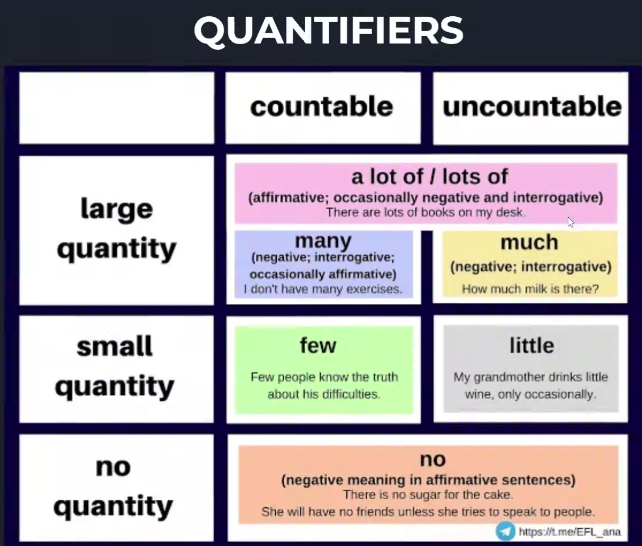 QUANTIFIERS
countable
uncountable
large
quantity
a lot of / lots of
(affirmative; occasionally negative and interrogative)
There are lots of books on my desk.
many
(negative; interrogative;
occasionally affirmative)
I don't have many exercises.
much
(negative; interrogative)
How much milk is there?
small
quantity
few
Few people know the truth
about his difficulties.
little
My grandmother drinks little
wine, only occasionally.
no
quantity
no
(negative meaning in affirmative sentences)
There is no sugar for the cake.
She will have no friends unless she tries to speak to people.
https://t.me/EFL_ana